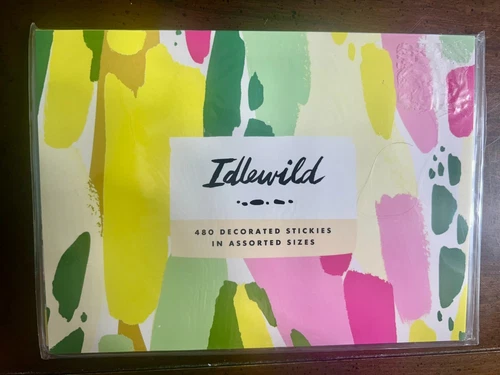 Idlewild
480 DECORATED STICKIES
IN ASSORTED SIZES